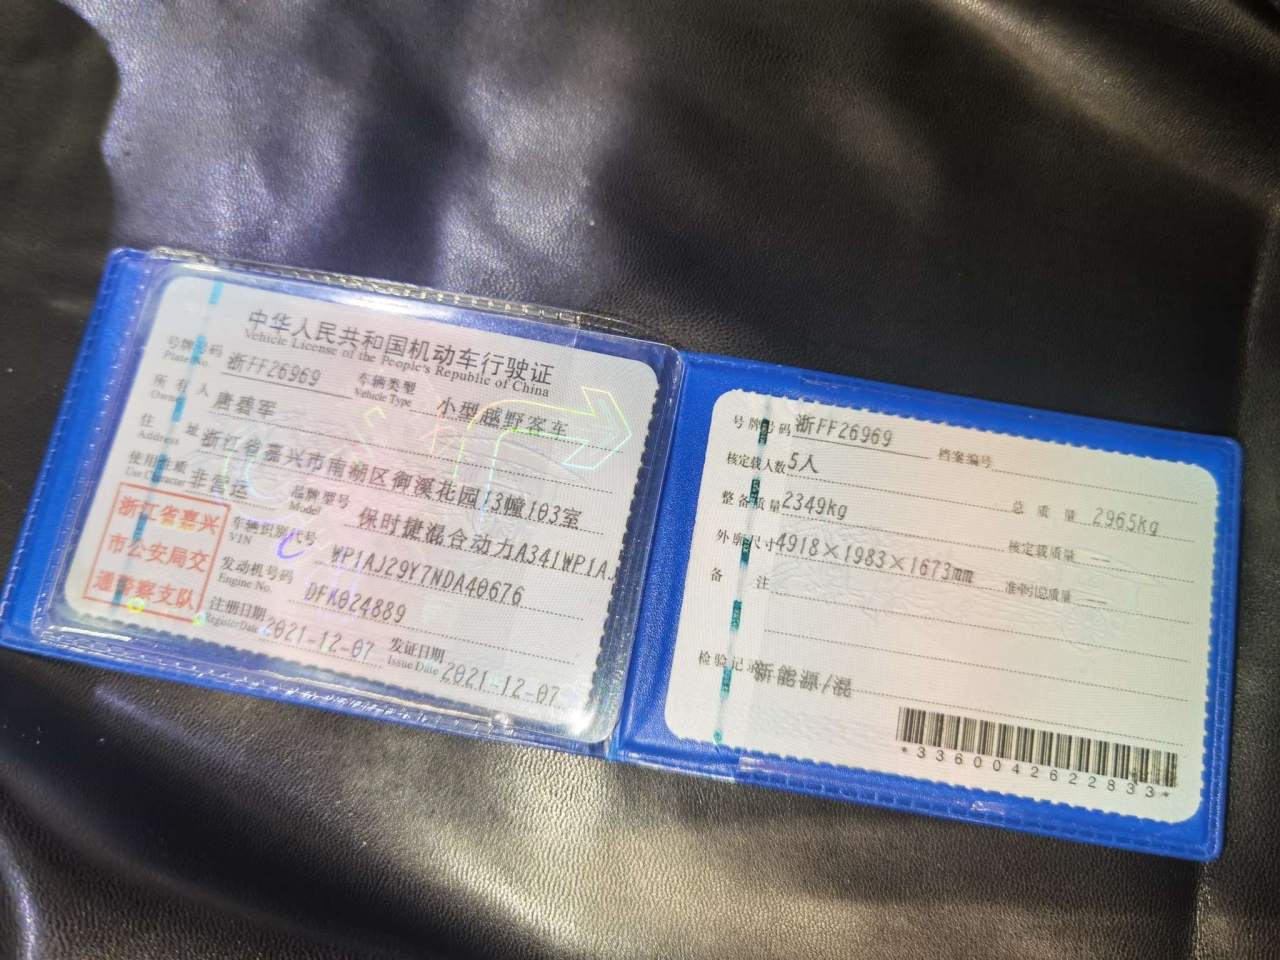 中华人民共和国机动车行驶证
Vehicle License of the People's Republic of China
号牌号码 浙FF26969 车辆类型 小型越野客车
Plate No. Vehicle Type
所有人 唐碧军
Owner
住址 浙江省嘉兴市南湖区御溪花园13幢103室
Address
使用性质 非营运 品牌型号 保时捷混合动力A341WP1AJ
Use Character Model
浙江省嘉兴
市公安局交
通警察支队
车辆识别代号 WP1AJ29Y7NDA40676
VIN
发动机号码 DFK024889
Engine No.
注册日期 2021-12-07 发证日期 2021-12-07
Register Date Issue Date
号牌号码 浙FF26969 档案编号
核定载人数 5人 总质量 2965kg
整备质量 2349kg 核定载质量 ——
外廓尺寸 4918×1983×1673mm 准牵引总质量 ——
备注
检验记录 新能源/混
*3360042622833*